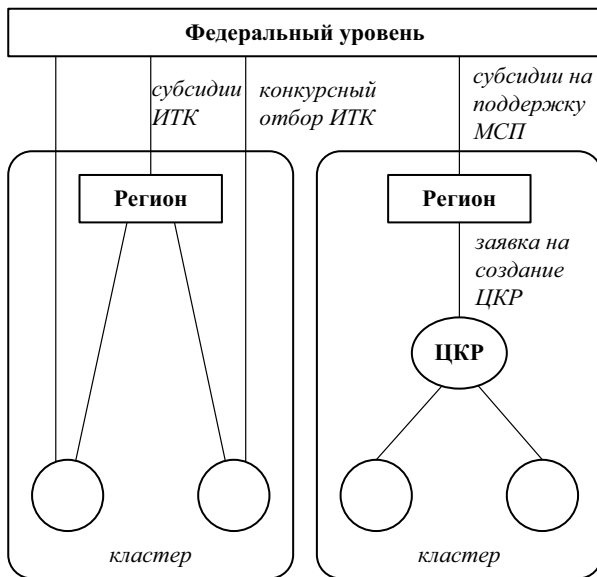 Федеральный уровень
субсидии
ИТК
конкурсный
отбор ИТК
субсидии на
поддержку
МСП
Регион
Регион
заявка на
создание
ЦКР
ЦКР
кластер
кластер